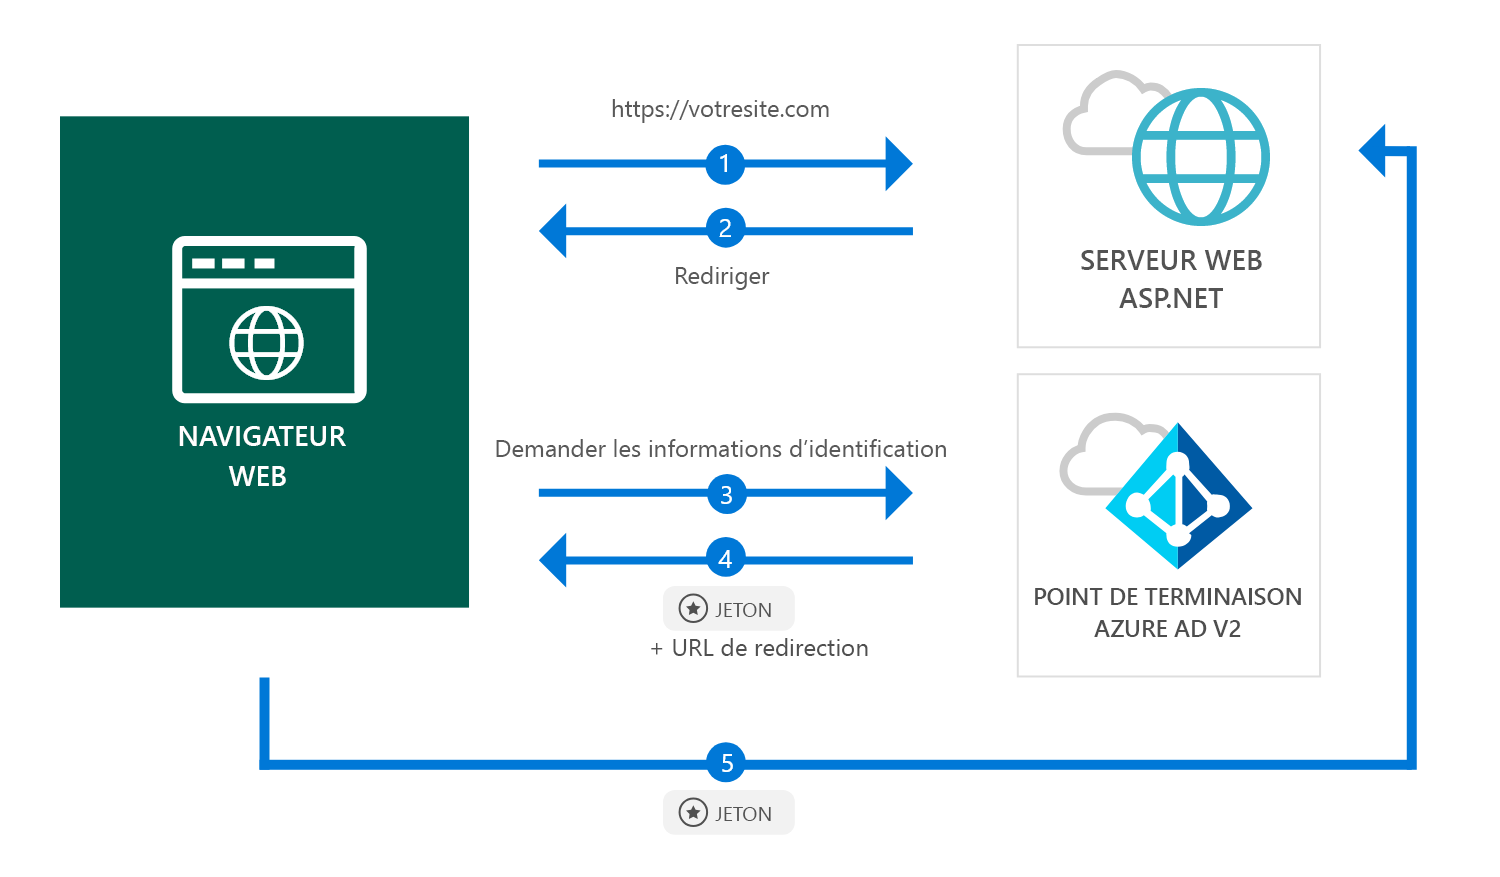 https://votresite.com
1
2
Rediriger
SERVEUR WEB
ASP.NET
NAVIGATEUR
WEB
Demander les informations d’identification
3
4
JETON
+ URL de redirection
POINT DE TERMINAISON
AZURE AD V2
5
JETON